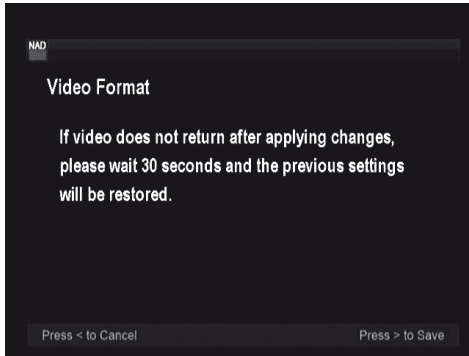 NAD
Video Format
If video does not return after applying changes,
please wait 30 seconds and the previous settings
will be restored.
Press < to Cancel Press > to Save